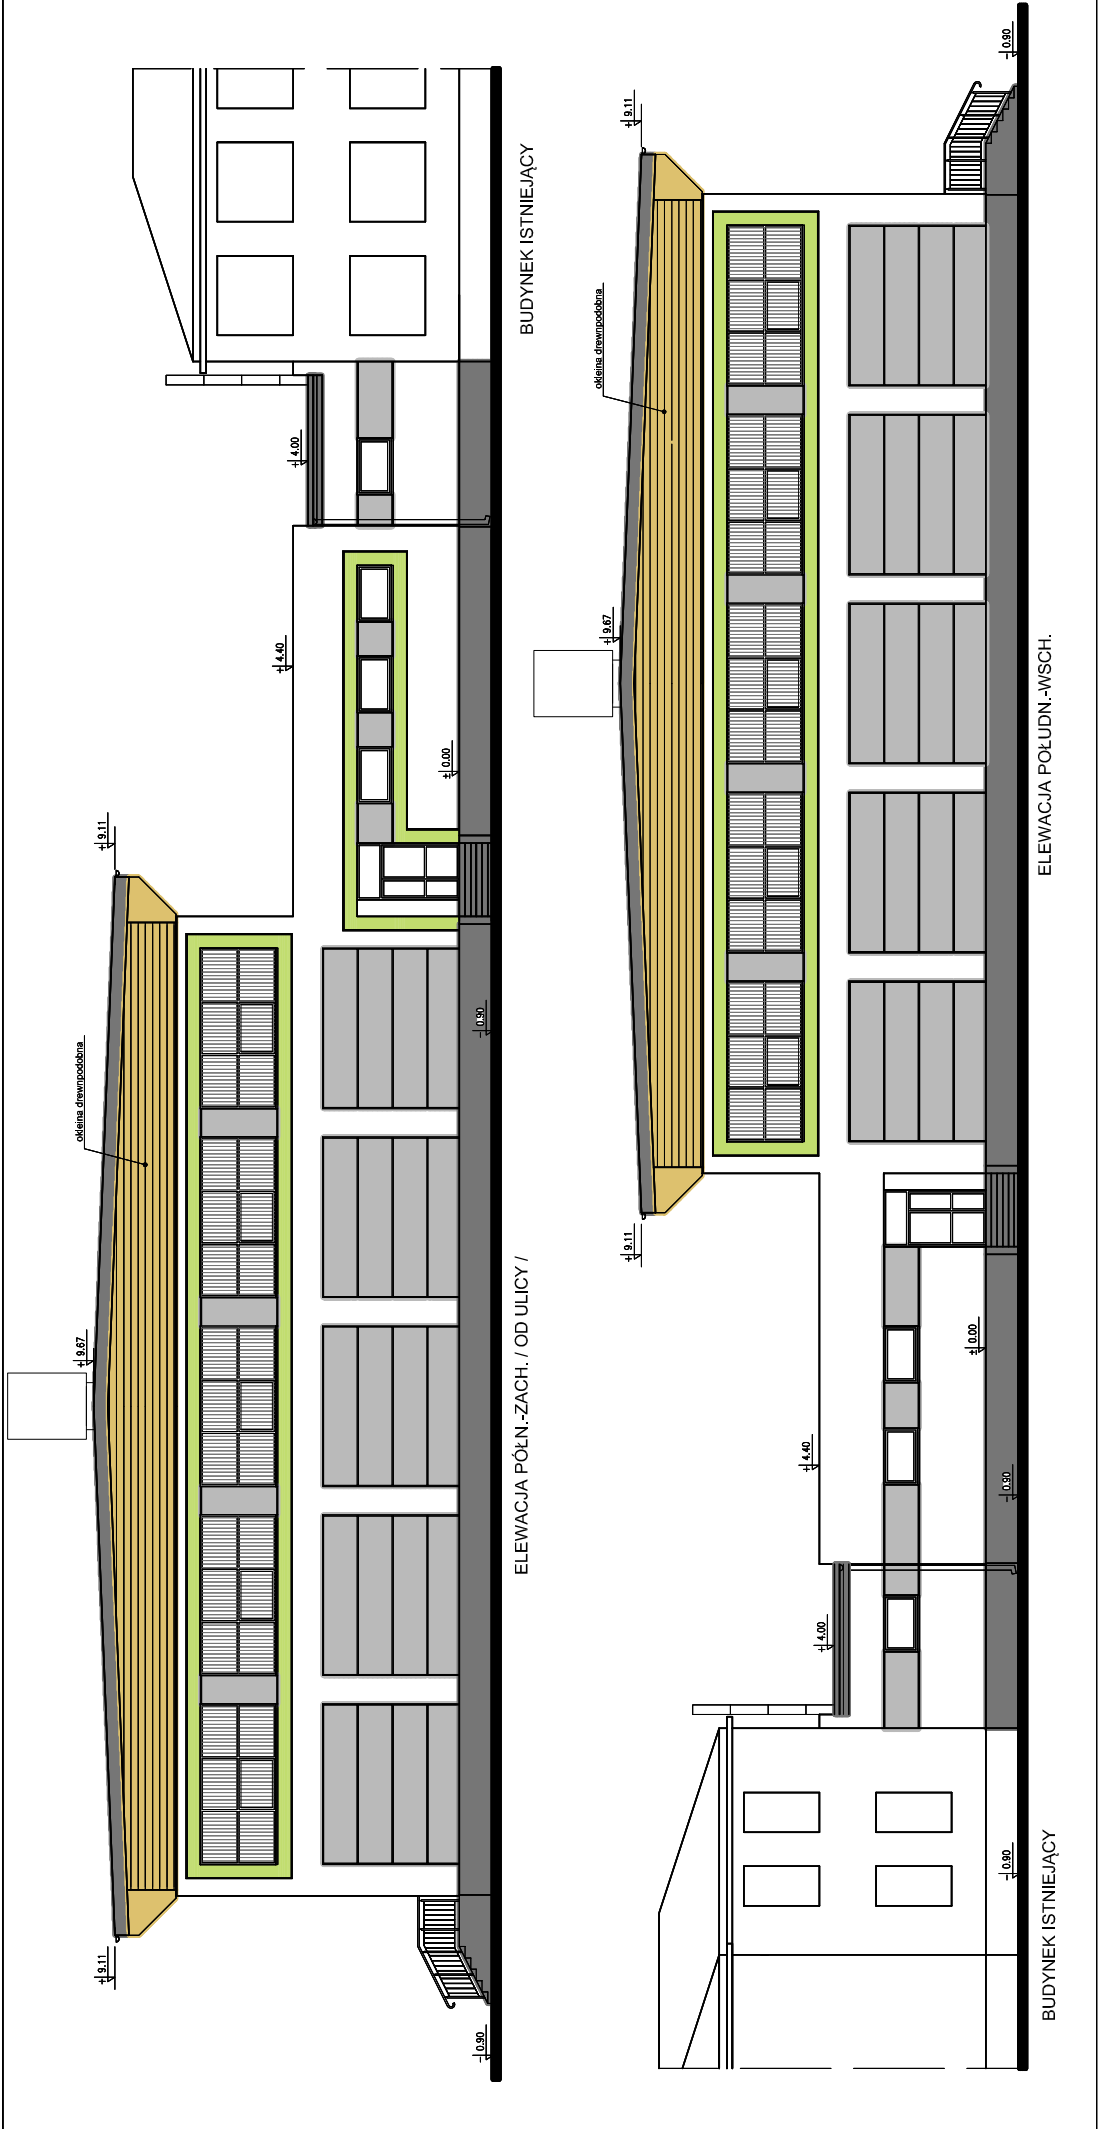 - 0.90
+ 9.11
okleina drewnpodobna
+ 9.67
+ 9.11
- 0.90
± 0.00
+ 4.40
+ 4.00
ELEWACJA PÓŁN.-ZACH. / OD ULICY /
BUDYNEK ISTNIEJĄCY
- 0.90
+ 4.00
+ 4.40
- 0.90
± 0.00
+ 9.11
+ 9.67
okleina drewnpodobna
+ 9.11
- 0.90
BUDYNEK ISTNIEJĄCY
ELEWACJA POŁUDN.-WSCH.